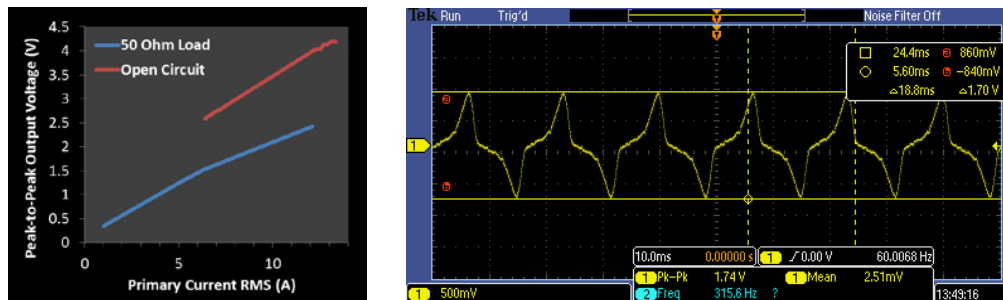 4.5
4
3.5
3
2.5
2
1.5
1
0.5
0
Peak-to-Peak Output Voltage (V)
50 Ohm Load
Open Circuit
0 5 10
Primary Current RMS (A)
Tek Run Trig'd Noise Filter Off
24.4ms 860mV
5.60ms −840mV
△18.8ms △1.70 V
1
10.0ms 0.00000 s 1 0.00 V 60.0068 Hz
1 Pk–Pk 1.74 V 1 Mean 2.51mV
2 Freq 315.6 Hz ?
1 500mV 13:49:16